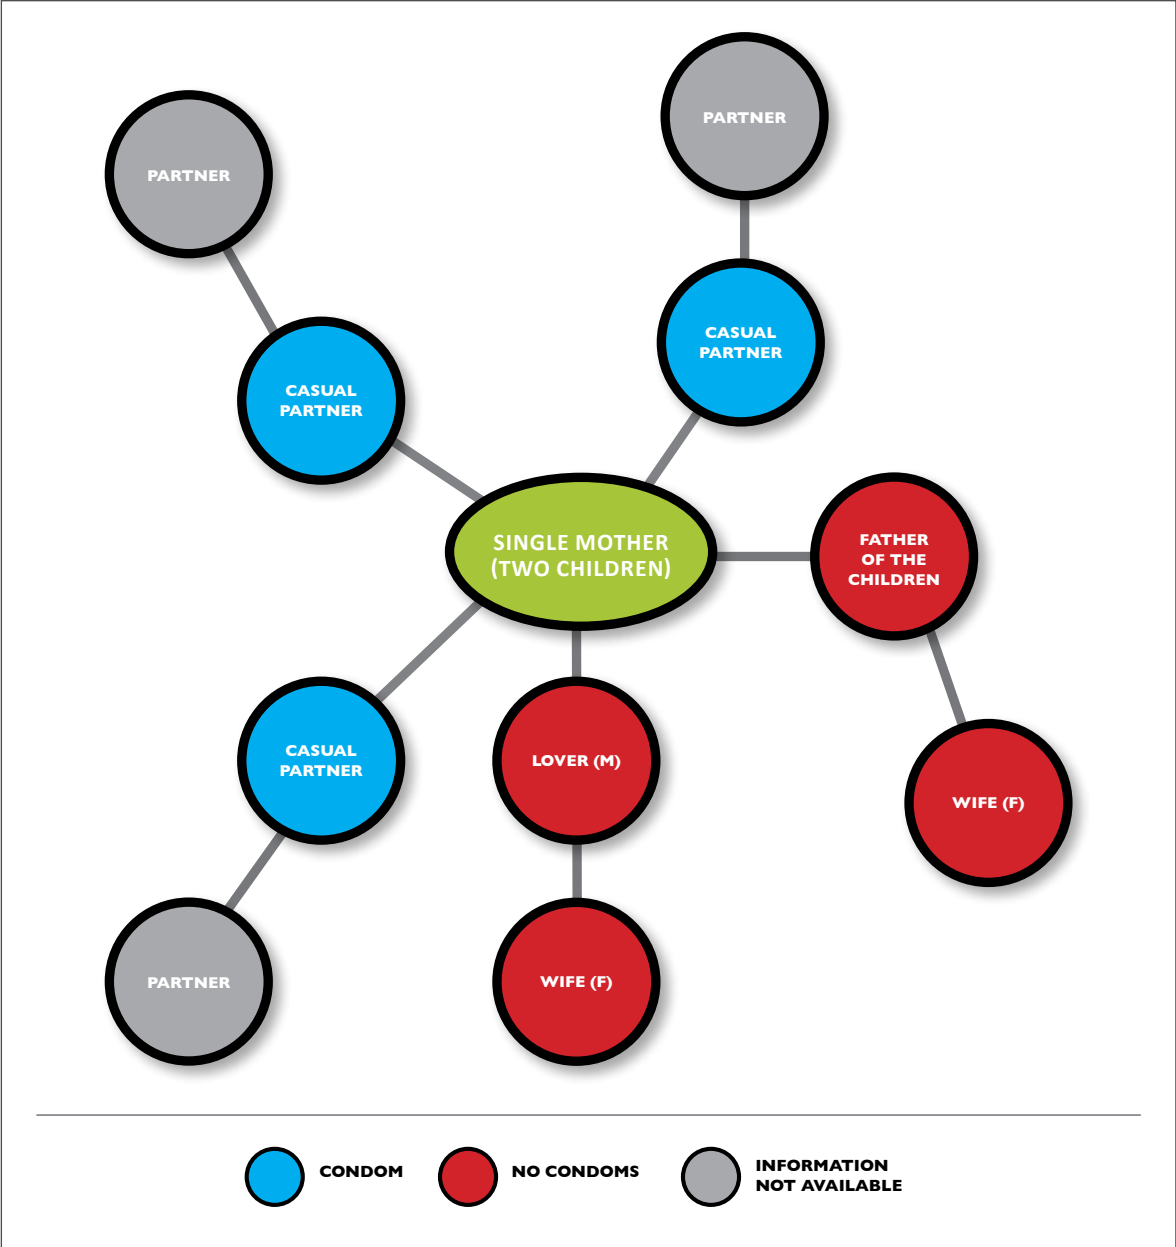 PARTNER
PARTNER
CASUAL
PARTNER
CASUAL
PARTNER
SINGLE MOTHER
(TWO CHILDREN)
FATHER
OF THE
CHILDREN
CASUAL
PARTNER
LOVER (M)
WIFE (F)
PARTNER
WIFE (F)
CONDOM
NO CONDOMS
INFORMATION
NOT AVAILABLE